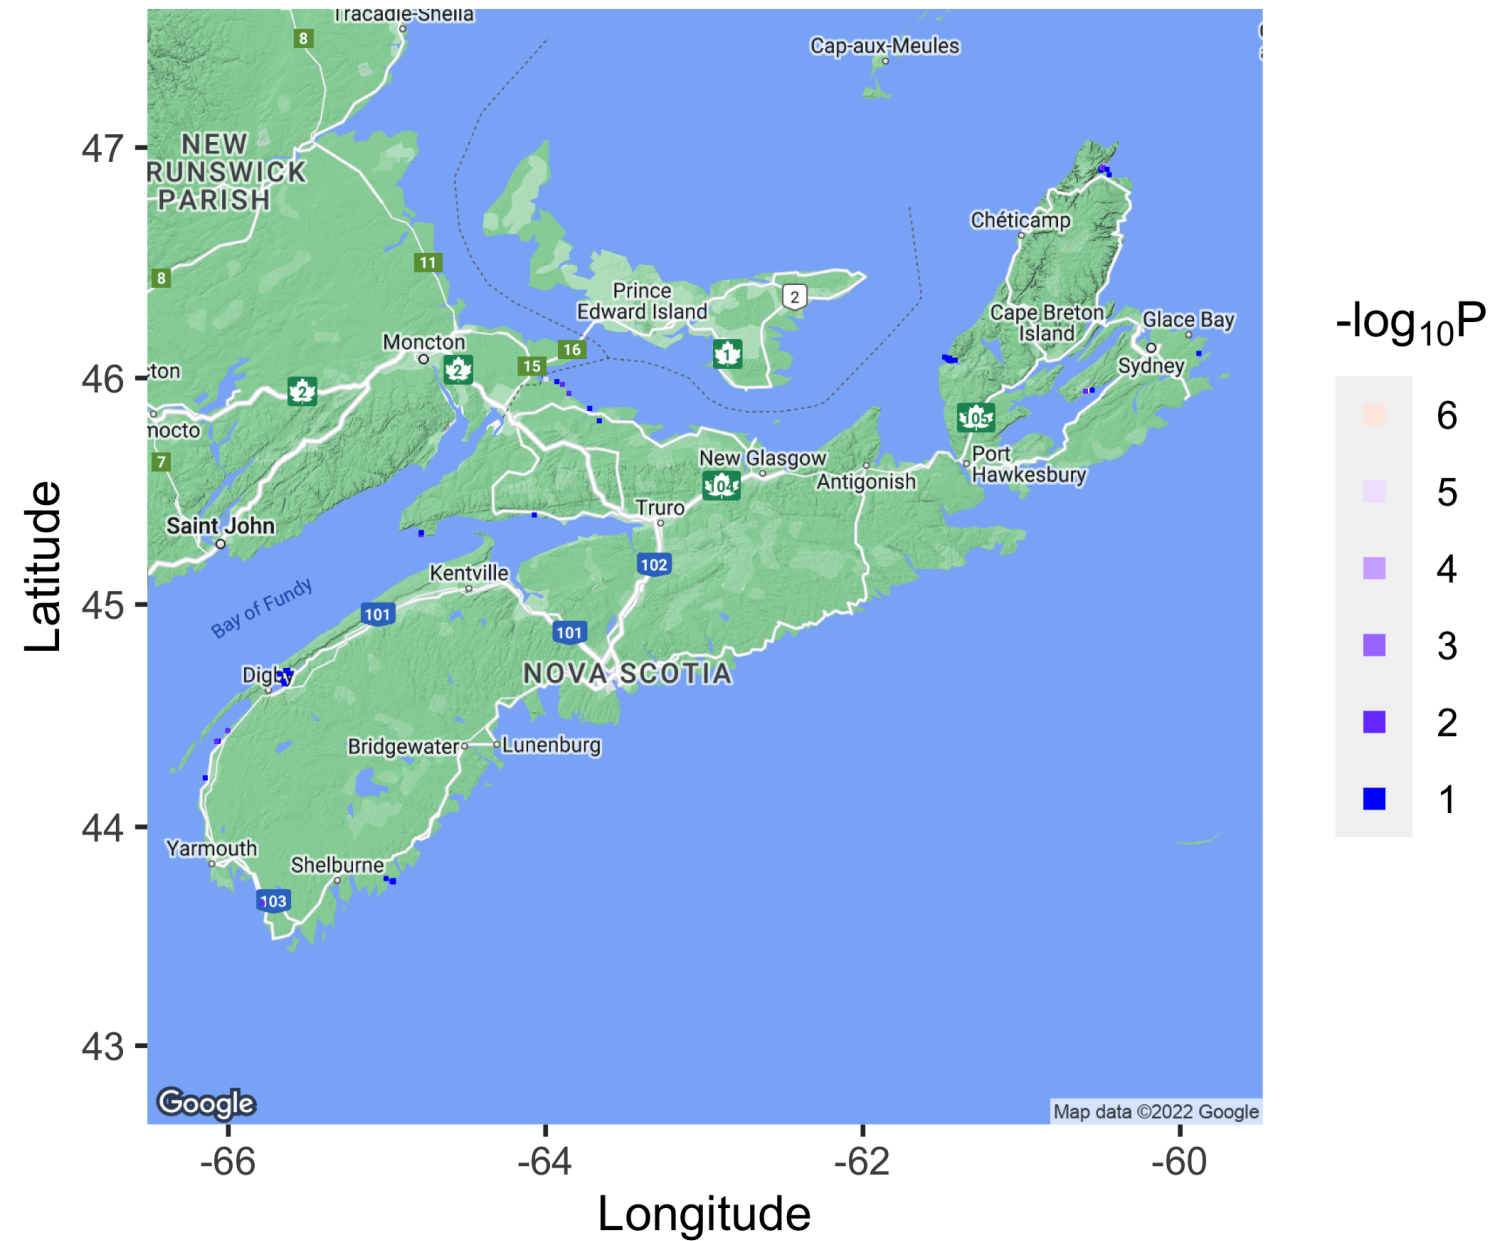 Tracadie-Sheila
8
Cap-aux-Meules
47
NEW
RUNSWICK
PARISH
Chéticamp
8
11
Prince
Edward Island
2
Cape Breton
Island
Glace Bay
Moncton
16
15
1
Sydney
46
cton
2
2
mocto
105
7
New Glasgow
Port
Hawkesbury
104
Antigonish
Truro
Saint John
102
Kentville
45
Bay of Fundy
101
101
Digby
NOVA SCOTIA
Bridgewater
Lunenburg
44
Yarmouth
Shelburne
103
43
Google
Map data ©2022 Google
-66
-64
-62
-60
Longitude
Latitude
-log10P
6
5
4
3
2
1